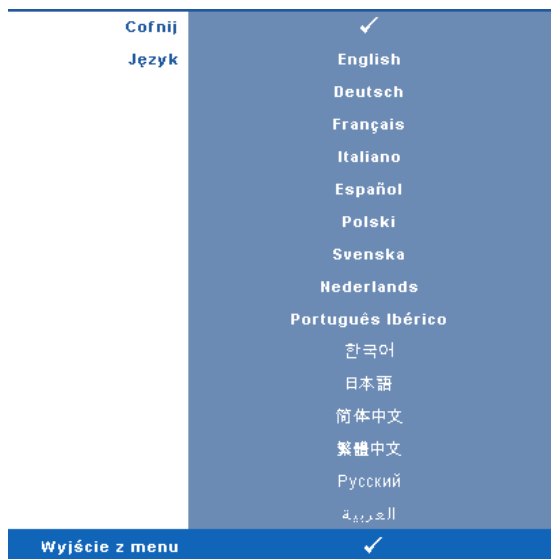 Cofnij ✓
Język English
Deutsch
Français
Italiano
Español
Polski
Svenska
Nederlands
Português Ibérico
한국어
日本語
简体中文
繁體中文
Русский
العربية
Wyjście z menu ✓